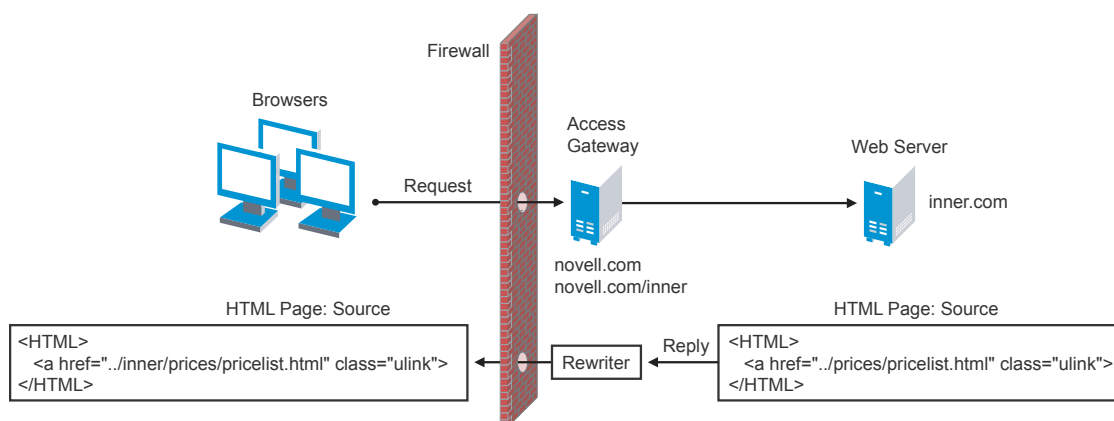 Firewall
Browsers
Access
Gateway
Web Server
Request
inner.com
novell.com
novell.com/inner
HTML Page: Source
HTML Page: Source
<HTML>
<a href="../inner/prices/pricelist.html" class="ulink">
</HTML>
Rewriter
Reply
<HTML>
<a href="../prices/pricelist.html" class="ulink">
</HTML>